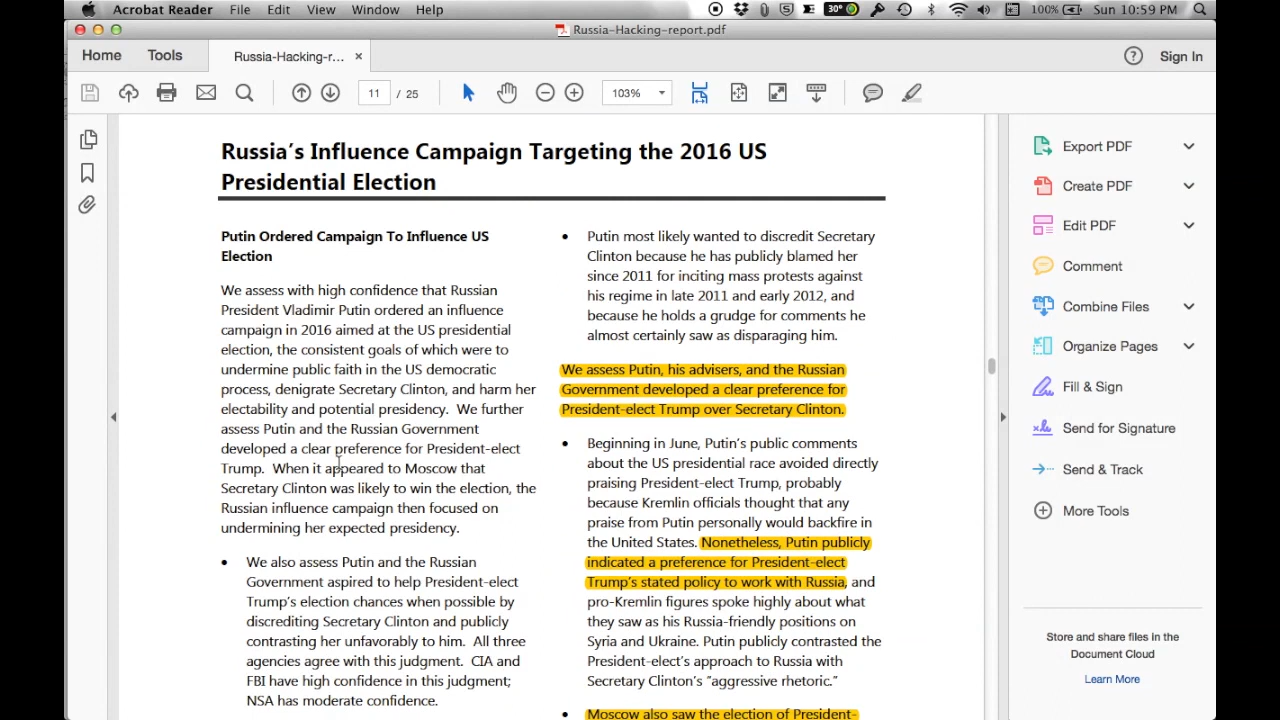 Acrobat Reader File Edit View Window Help 30° 100% Sun 10:59 PM
Russia-Hacking-report.pdf
Home Tools Russia-Hacking-r... × ? Sign In
11 / 25 103%
Russia’s Influence Campaign Targeting the 2016 US
Presidential Election
Putin Ordered Campaign To Influence US
Election
We assess with high confidence that Russian
President Vladimir Putin ordered an influence
campaign in 2016 aimed at the US presidential
election, the consistent goals of which were to
undermine public faith in the US democratic
process, denigrate Secretary Clinton, and harm her
electability and potential presidency. We further
assess Putin and the Russian Government
developed a clear preference for President-elect
Trump. When it appeared to Moscow that
Secretary Clinton was likely to win the election, the
Russian influence campaign then focused on
undermining her expected presidency.
• We also assess Putin and the Russian
Government aspired to help President-elect
Trump’s election chances when possible by
discrediting Secretary Clinton and publicly
contrasting her unfavorably to him. All three
agencies agree with this judgment. CIA and
FBI have high confidence in this judgment;
NSA has moderate confidence.
• Putin most likely wanted to discredit Secretary
Clinton because he has publicly blamed her
since 2011 for inciting mass protests against
his regime in late 2011 and early 2012, and
because he holds a grudge for comments he
almost certainly saw as disparaging him.
We assess Putin, his advisers, and the Russian
Government developed a clear preference for
President-elect Trump over Secretary Clinton.
• Beginning in June, Putin’s public comments
about the US presidential race avoided directly
praising President-elect Trump, probably
because Kremlin officials thought that any
praise from Putin personally would backfire in
the United States. Nonetheless, Putin publicly
indicated a preference for President-elect
Trump’s stated policy to work with Russia, and
pro-Kremlin figures spoke highly about what
they saw as his Russia-friendly positions on
Syria and Ukraine. Putin publicly contrasted the
President-elect’s approach to Russia with
Secretary Clinton’s “aggressive rhetoric.”
• Moscow also saw the election of President-
Export PDF
Create PDF
Edit PDF
Comment
Combine Files
Organize Pages
Fill & Sign
Send for Signature
Send & Track
More Tools
Store and share files in the
Document Cloud
Learn More